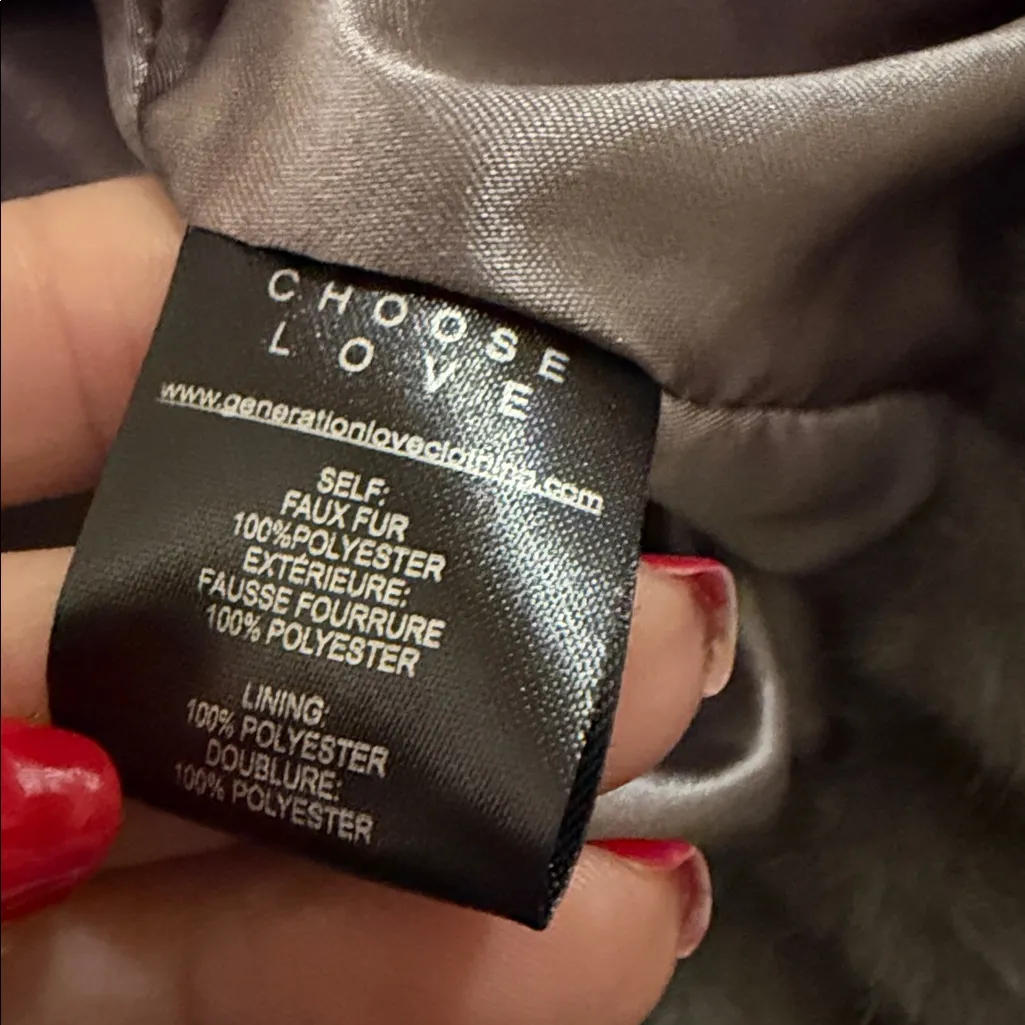 CHOOSE
LOVE
www.generationloveclothing.com
SELF:
FAUX FUR
100%POLYESTER
EXTÉRIEURE:
FAUSSE FOURRURE
100% POLYESTER
LINING:
100% POLYESTER
DOUBLURE:
100% POLYESTER